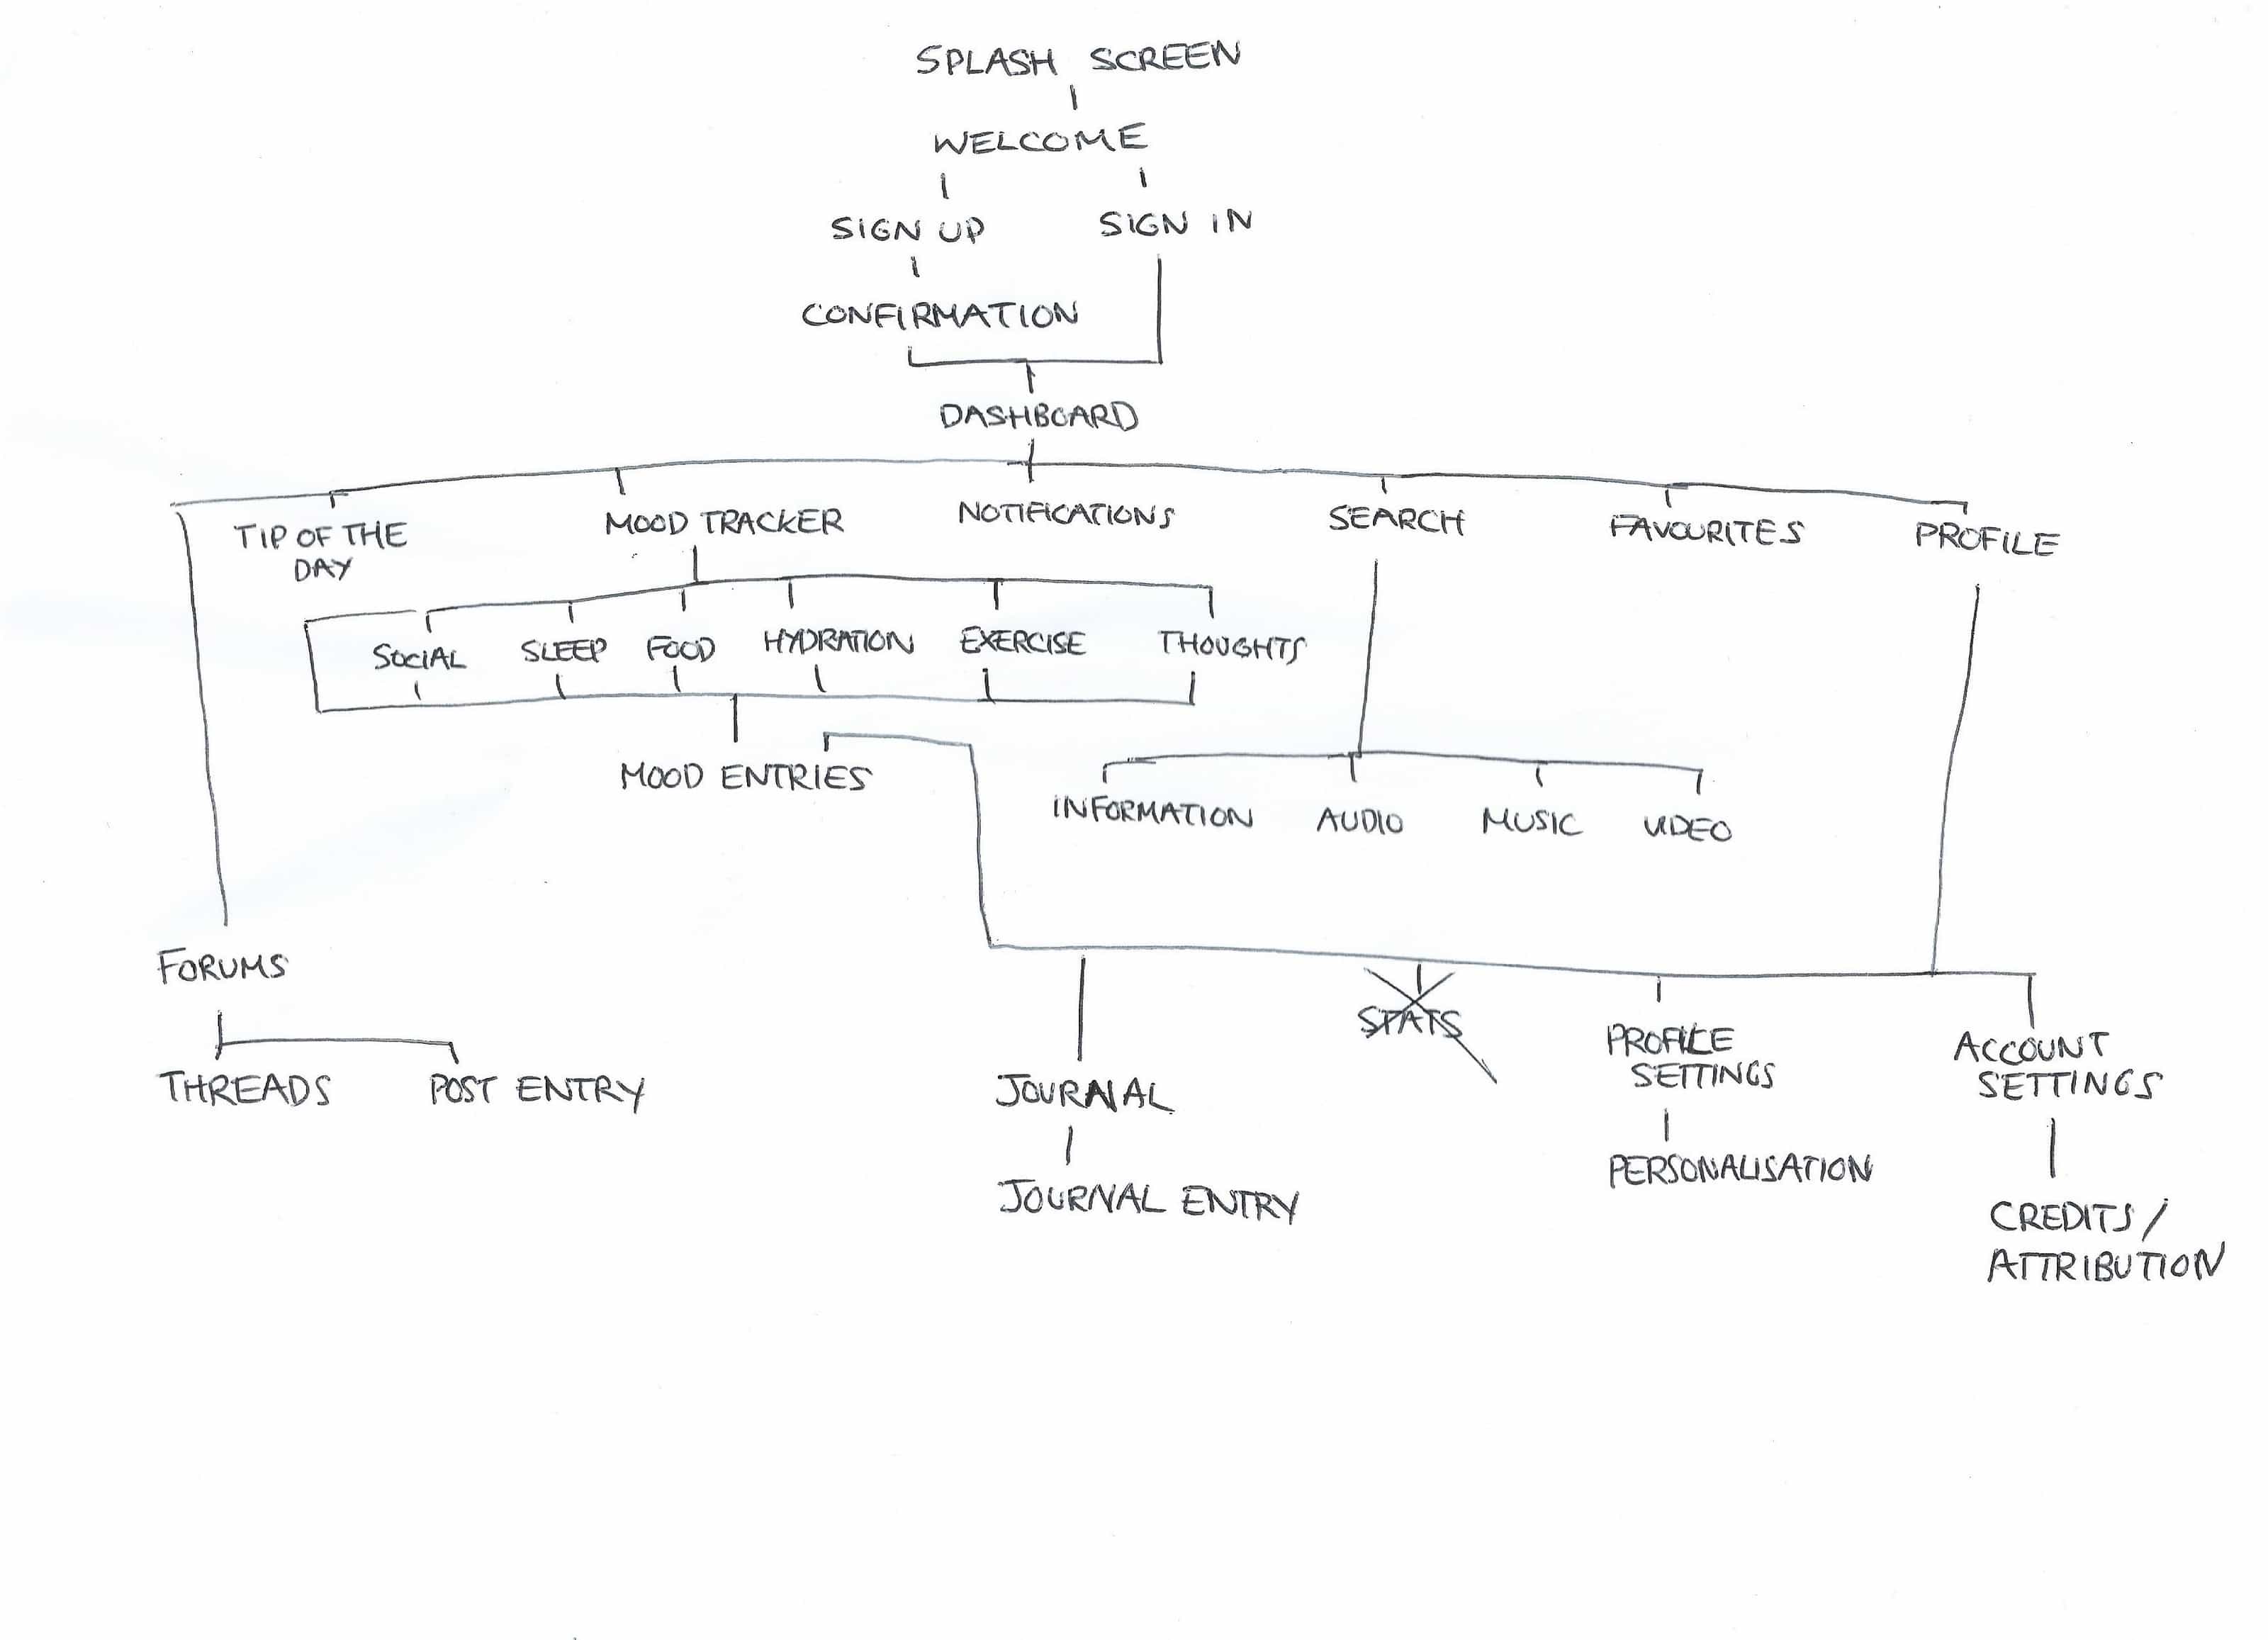 SPLASH SCREEN
WELCOME
SIGN UP
SIGN IN
CONFIRMATION
DASHBOARD
TIP OF THE
DAY
MOOD TRACKER
NOTIFICATIONS
SEARCH
FAVOURITES
PROFILE
SOCIAL
SLEEP
FOOD
HYDRATION
EXERCISE
THOUGHTS
MOOD ENTRIES
INFORMATION
AUDIO
MUSIC
VIDEO
FORUMS
THREADS
POST ENTRY
JOURNAL
JOURNAL ENTRY
STATS
PROFILE
SETTINGS
PERSONALISATION
ACCOUNT
SETTINGS
CREDITS/
ATTRIBUTION